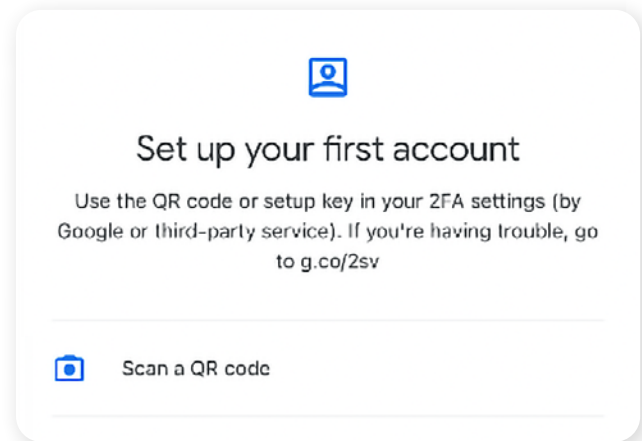 Set up your first account
Use the QR code or setup key in your 2FA settings (by
Google or third-party service). If you're having trouble, go
to g.co/2sv
Scan a QR code